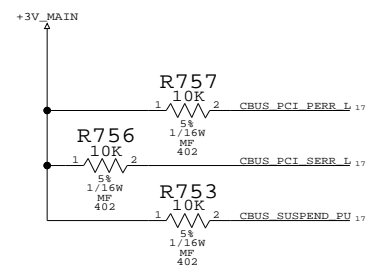 +3V_MAIN
R757
10K
1 2 CBUS_PCI_PERR_L 17
5%
1/16W
MF
402
R756
10K
1 2 CBUS_PCI_SERR_L 17
5%
1/16W
MF
402
R753
10K
1 2 CBUS_SUSPEND_PU 17
5%
1/16W
MF
402